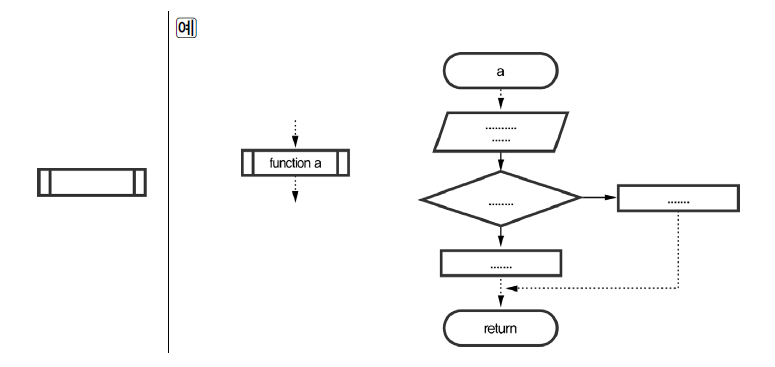 예
a
..........
......
function a
........
.......
.......
return